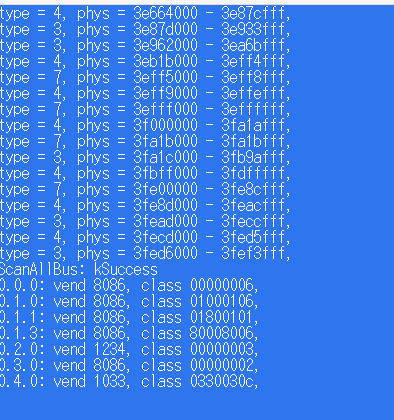 type = 4, phys = 3e664000 - 3e87cfff,
type = 3, phys = 3e87d000 - 3e933fff,
type = 3, phys = 3e962000 - 3ea6bfff,
type = 4, phys = 3eb1b000 - 3eff4fff,
type = 7, phys = 3eff5000 - 3eff8fff,
type = 4, phys = 3eff9000 - 3effefff,
type = 7, phys = 3efff000 - 3effffff,
type = 4, phys = 3f000000 - 3fa1afff,
type = 7, phys = 3fa1b000 - 3fa1bfff,
type = 3, phys = 3fa1c000 - 3fb9afff,
type = 4, phys = 3fbff000 - 3fdfffff,
type = 7, phys = 3fe00000 - 3fe8cfff,
type = 4, phys = 3fe8d000 - 3feacfff,
type = 3, phys = 3fead000 - 3feccfff,
type = 4, phys = 3fecd000 - 3fed5fff,
type = 3, phys = 3fed6000 - 3fef3fff,
ScanAllBus: kSuccess
0.0.0: vend 8086, class 00000006,
0.1.0: vend 8086, class 01000106,
0.1.1: vend 8086, class 01800101,
0.1.3: vend 8086, class 80008006,
0.2.0: vend 1234, class 00000003,
0.3.0: vend 8086, class 00000002,
0.4.0: vend 1033, class 0330030c,